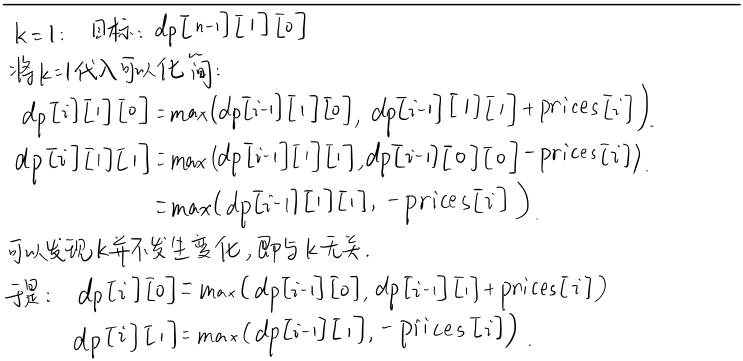 k=1: 目标: dp[n-1][1][0]
将k=1代入可以化简:
dp[i][1][0]=max(dp[i-1][1][0], dp[i-1][1][1]+prices[i]).
dp[i][1][1]=max(dp[i-1][1][1],dp[i-1][0][0]-prices[i]).
=max(dp[i-1][1][1], -prices[i]).
可以发现k并不发生变化,即与k无关.
于是: dp[i][0]=max(dp[i-1][0], dp[i-1][1]+prices[i])
dp[i][1]=max(dp[i-1][1], -prices[i]).